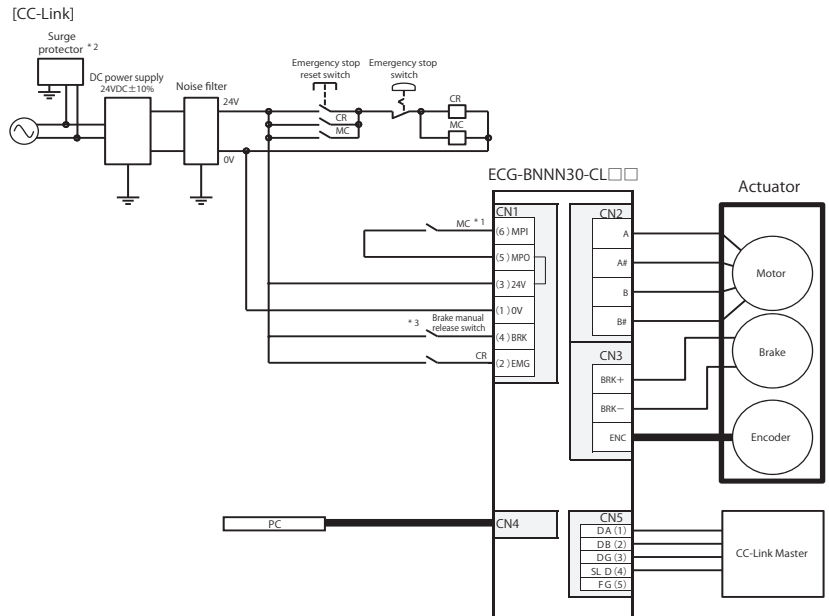 [CC-Link]
Surge
protector *2
DC power supply
24VDC±10%
Noise filter
24V
0V
Emergency stop
reset switch
Emergency stop
switch
CR
MC
CR
MC
ECG-BNNN30-CL□□
Actuator
CN1
(6) MPI
(5) MPO
(3) 24V
(1) 0V
(4) BRK
(2) EMG
MC *1
*3
Brake manual
release switch
CR
CN2
A
A#
B
B#
CN3
BRK+
BRK−
ENC
Motor
Brake
Encoder
PC
CN4
CN5
DA (1)
DB (2)
DG (3)
SL D (4)
FG (5)
CC-Link Master